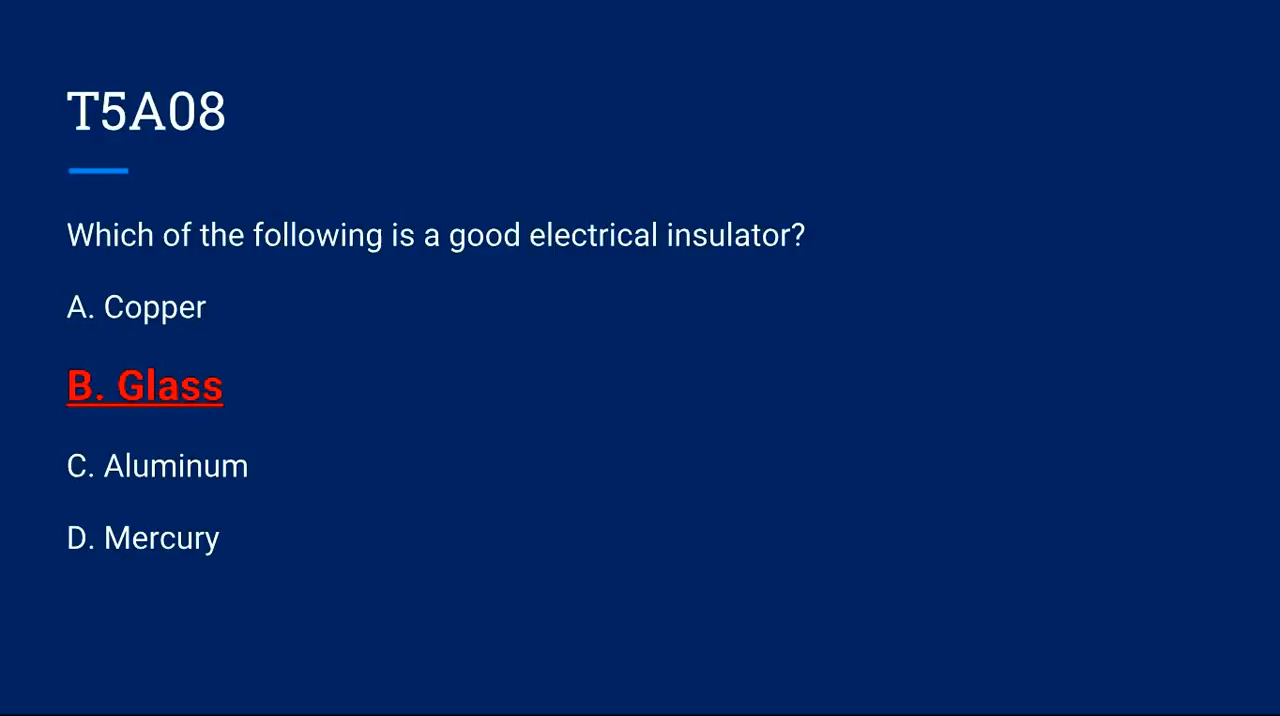 T5A08
Which of the following is a good electrical insulator?
A. Copper
B. Glass
C. Aluminum
D. Mercury